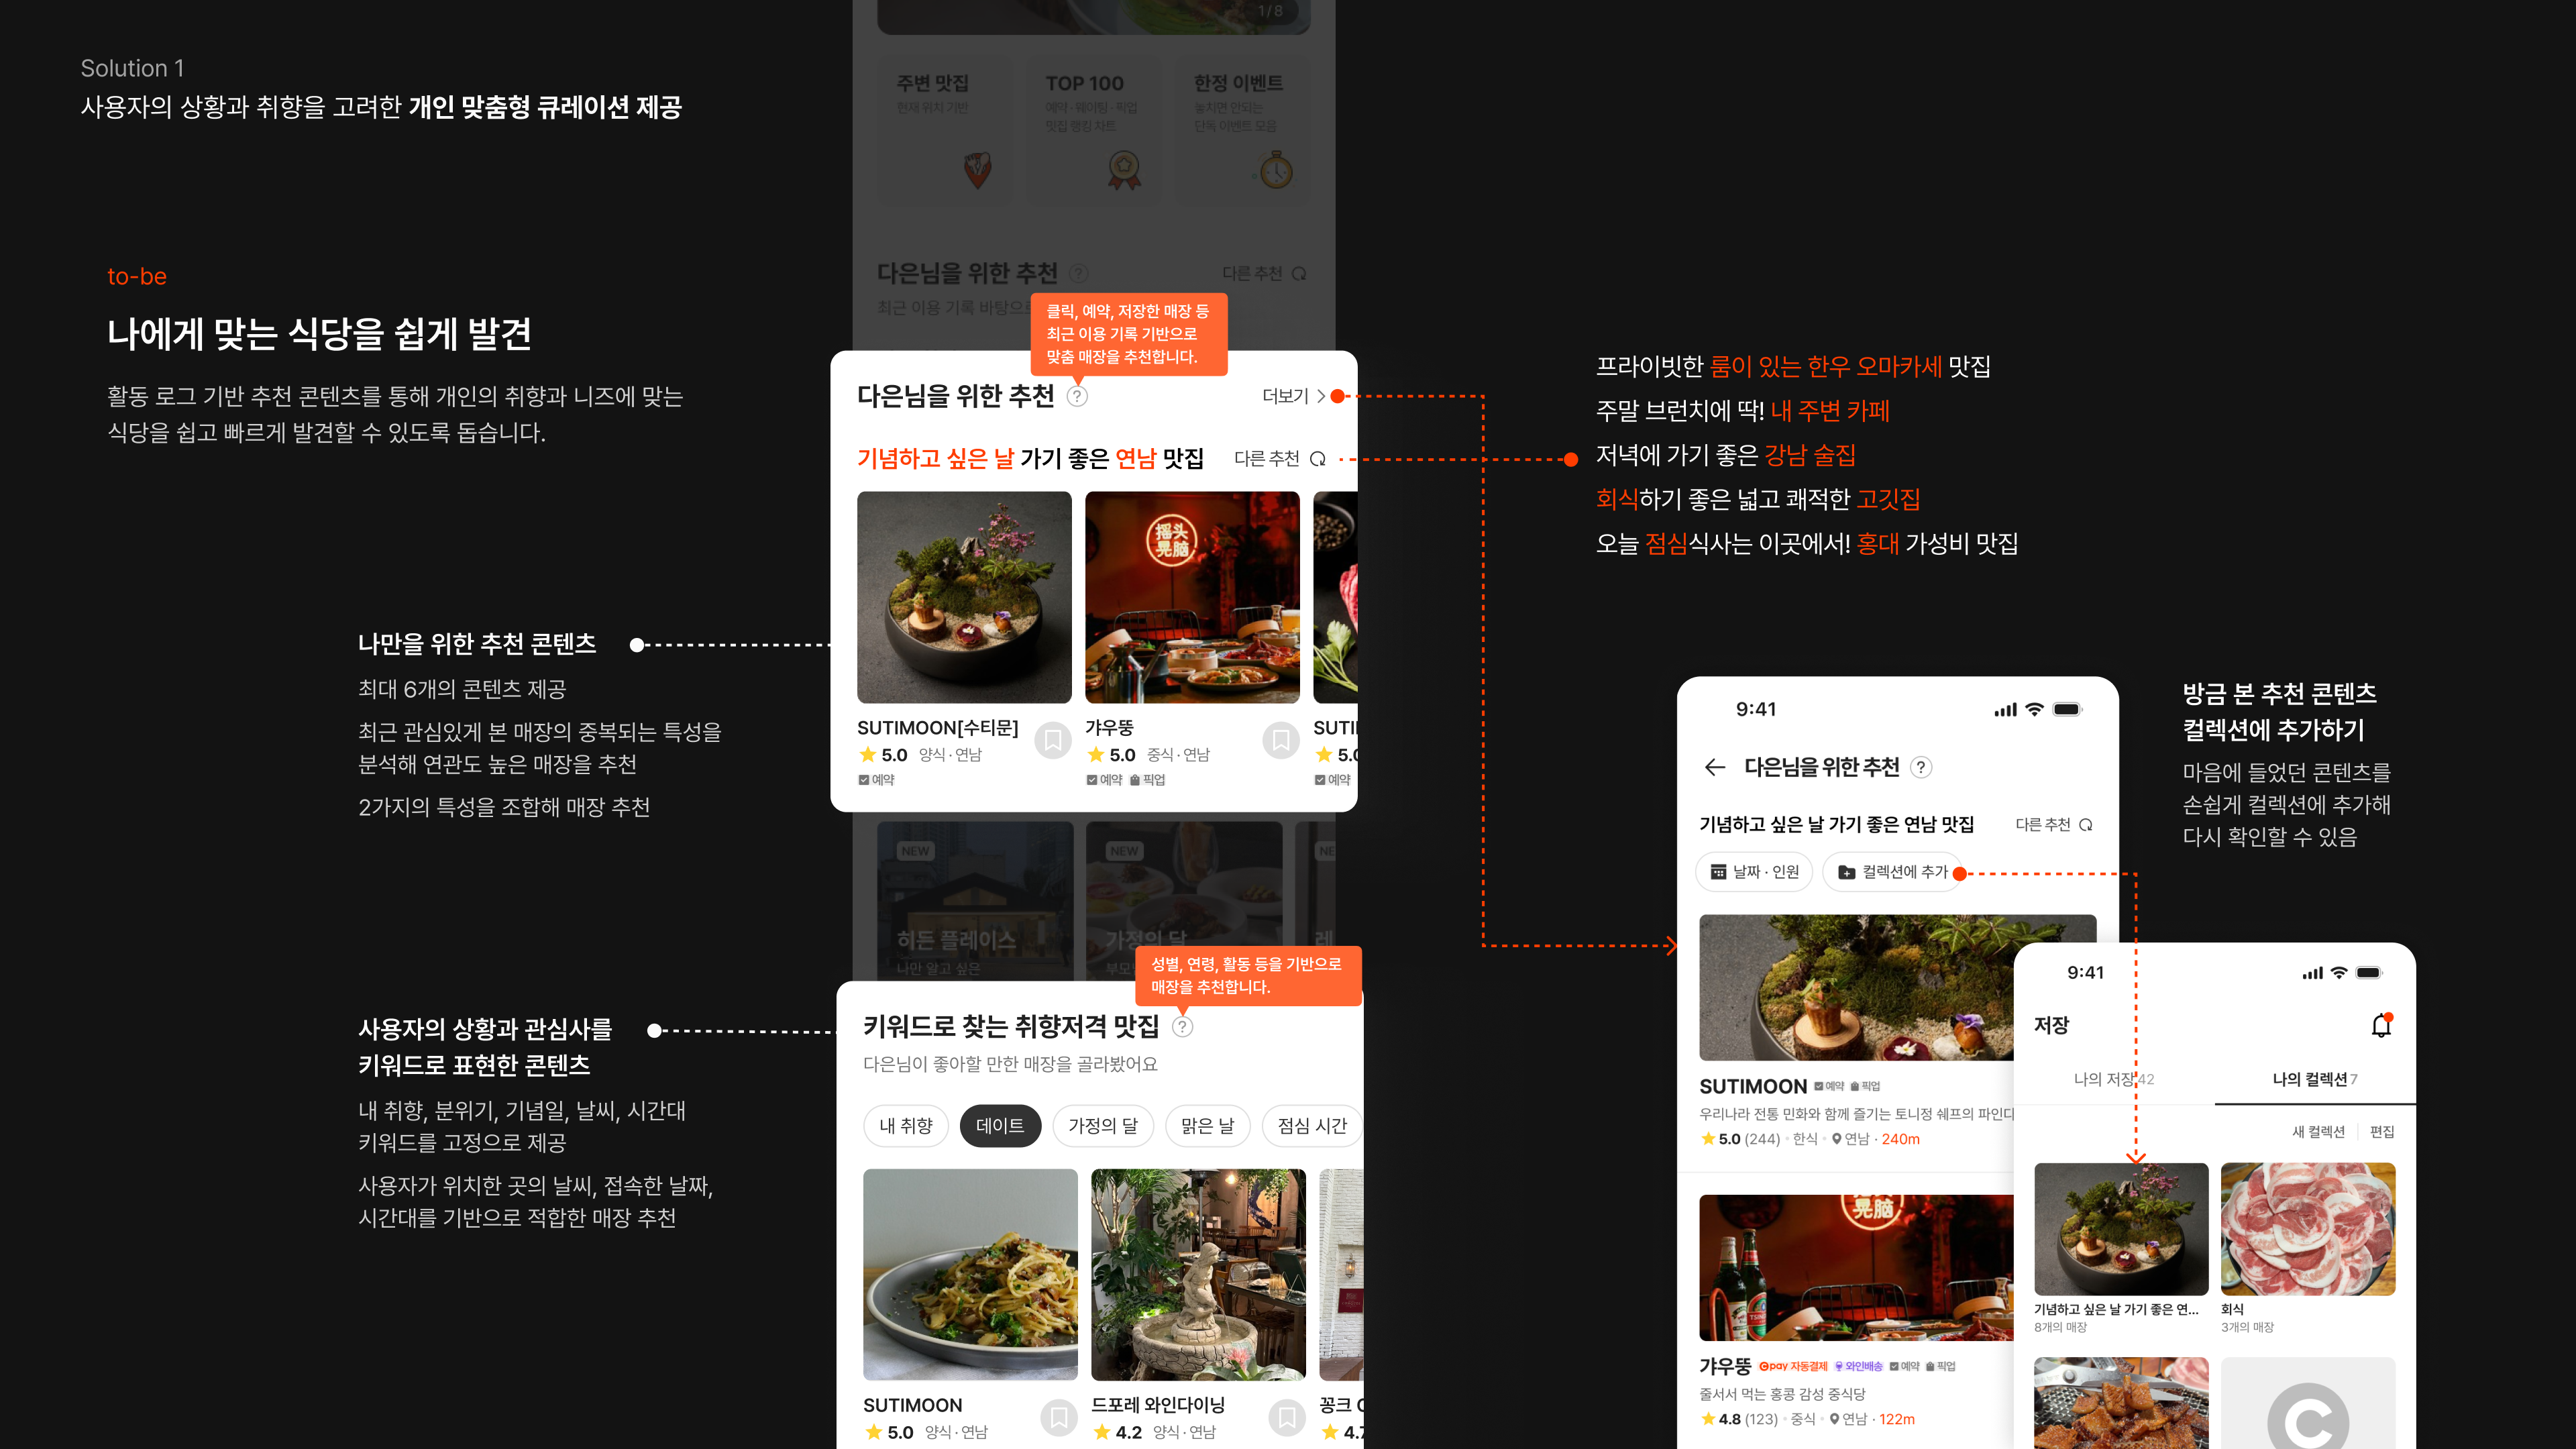 Solution 1
사용자의 상황과 취향을 고려한 개인 맞춤형 큐레이션 제공
to-be
나에게 맞는 식당을 쉽게 발견
활동 로그 기반 추천 콘텐츠를 통해 개인의 취향과 니즈에 맞는
식당을 쉽고 빠르게 발견할 수 있도록 돕습니다.
나만을 위한 추천 콘텐츠
최대 6개의 콘텐츠 제공
최근 관심있게 본 매장의 중복되는 특성을
분석해 연관도 높은 매장을 추천
2가지의 특성을 조합해 매장 추천
사용자의 상황과 관심사를
키워드로 표현한 콘텐츠
내 취향, 분위기, 기념일, 날씨, 시간대
키워드를 고정으로 제공
사용자가 위치한 곳의 날씨, 접속한 날짜,
시간대를 기반으로 적합한 매장 추천
1/8
주변 맛집
현재 위치 기반
TOP 100
예약·웨이팅·픽업
맛집 랭킹 차트
한정 이벤트
놓치면 안되는
단독 이벤트 모음
다은님을 위한 추천 ?
다른 추천
최근 이용 기록 바탕으
클릭, 예약, 저장한 매장 등
최근 이용 기록 기반으로
맞춤 매장을 추천합니다.
다은님을 위한 추천 ?
더보기
기념하고 싶은 날 가기 좋은 연남 맛집
다른 추천
摇头
晃脑
SUTIMOON[수티문]
5.0 양식·연남
예약
갸우뚱
5.0 중식·연남
예약 픽업
SUTI
5.0
예약
NEW
히든 플레이스
나만 알고 싶은
NEW
가정의 달
부모
NE
레
성별, 연령, 활동 등을 기반으로
매장을 추천합니다.
키워드로 찾는 취향저격 맛집 ?
다은님이 좋아할 만한 매장을 골라봤어요
내 취향
데이트
가정의 달
맑은 날
점심 시간
SUTIMOON
5.0 양식·연남
드포레 와인다이닝
4.2 양식·연남
꽁크
4.7
프라이빗한 룸이 있는 한우 오마카세 맛집
주말 브런치에 딱! 내 주변 카페
저녁에 가기 좋은 강남 술집
회식하기 좋은 넓고 쾌적한 고깃집
오늘 점심식사는 이곳에서! 홍대 가성비 맛집
9:41
다은님을 위한 추천 ?
기념하고 싶은 날 가기 좋은 연남 맛집
다른 추천
날짜·인원
컬렉션에 추가
SUTIMOON 예약 픽업
우리나라 전통 민화와 함께 즐기는 토니정 쉐프의 파인다
5.0 (244) · 한식 · 연남 · 240m
晃脑
갸우뚱 pay 자동결제 와인배송 예약 픽업
줄서서 먹는 홍콩 감성 중식당
4.8 (123) · 중식 · 연남 · 122m
방금 본 추천 콘텐츠
컬렉션에 추가하기
마음에 들었던 콘텐츠를
손쉽게 컬렉션에 추가해
다시 확인할 수 있음
9:41
저장
나의 저장 42
나의 컬렉션 7
새 컬렉션
편집
기념하고 싶은 날 가기 좋은 연...
8개의 매장
회식
3개의 매장